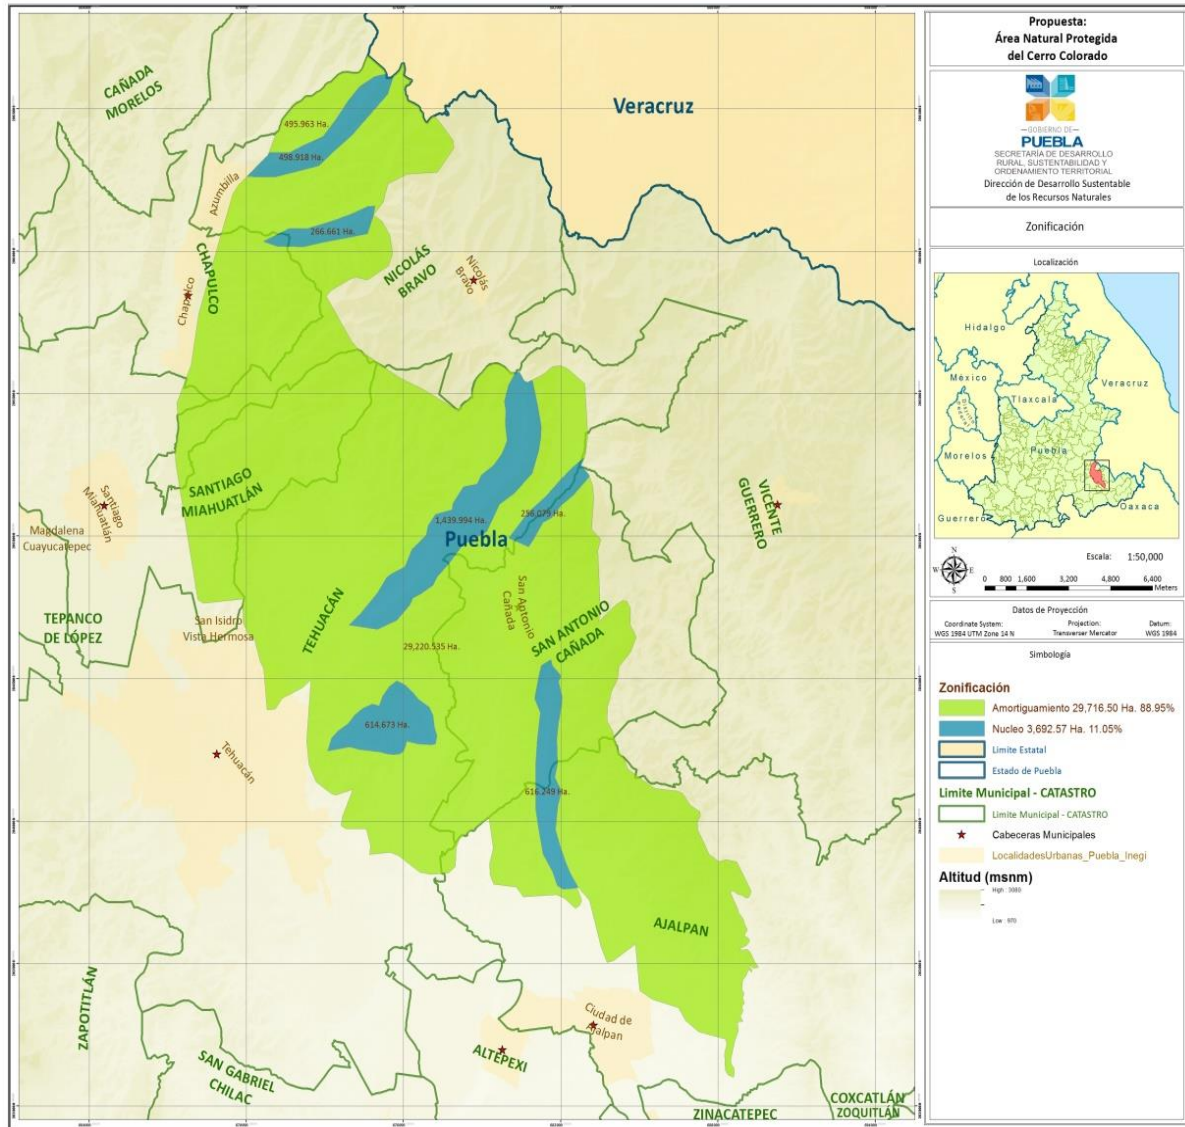 Propuesta:
Área Natural Protegida
del Cerro Colorado
GOBIERNO DE
PUEBLA
SECRETARÍA DE DESARROLLO
RURAL, SUSTENTABILIDAD Y
ORDENAMIENTO TERRITORIAL
Dirección de Desarrollo Sustentable
de los Recursos Naturales
Zonificación
Localización
Hidalgo
México
Tlaxcala
Veracruz
Distrito
Federal
Morelos
Puebla
Guerrero
Oaxaca
N
W
E
S
Escala: 1:50,000
0 800 1,600 3,200 4,800 6,400
Meters
Datos de Proyección
Coordinate System:
WGS 1984 UTM Zone 14 N
Projection:
Transverser Mercator
Datum:
WGS 1984
Simbología
Zonificación
Amortiguamiento 29,716.50 Ha. 88.95%
Nucleo 3,692.57 Ha. 11.05%
Limite Estatal
Estado de Puebla
Limite Municipal - CATASTRO
Limite Municipal - CATASTRO
Cabeceras Municipales
LocalidadesUrbanas_Puebla_Inegi
Altitud (msnm)
CAÑADA
MORELOS
Veracruz
495.963 Ha.
498.918 Ha.
Azumbilla
266.661 Ha.
CHAPULCO
Chapulco
NICOLÁS
BRAVO
Nicolás
Bravo
SANTIAGO
MIAHUATLÁN
Santiago
Miahuatlán
Magdalena
Cuayucatepec
1,439.994 Ha.
256.079 Ha.
Puebla
VICENTE
GUERRERO
TEPANCO
DE LÓPEZ
San Isidro
Vista Hermosa
TEHUACÁN
San Antonio
Cañada
SAN ANTONIO
CAÑADA
29,220.535 Ha.
614.673 Ha.
Tehuacán
616.249 Ha.
AJALPAN
ZAPOTITLÁN
SAN GABRIEL
CHILAC
ALTEPEXI
Ciudad de
Ajalpan
ZINACATEPEC
COXCATLÁN
ZOQUITLÁN